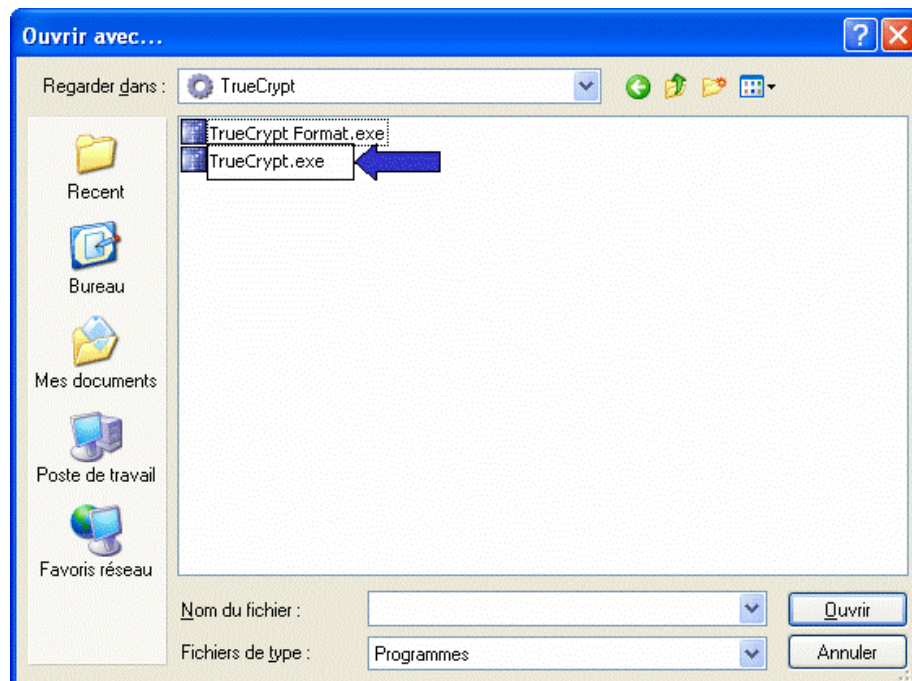 Ouvrir avec...
Regarder dans :
TrueCrypt
TrueCrypt Format.exe
TrueCrypt.exe
Recent
Bureau
Mes documents
Poste de travail
Favoris réseau
Nom du fichier :
Ouvrir
Fichiers de type :
Programmes
Annuler